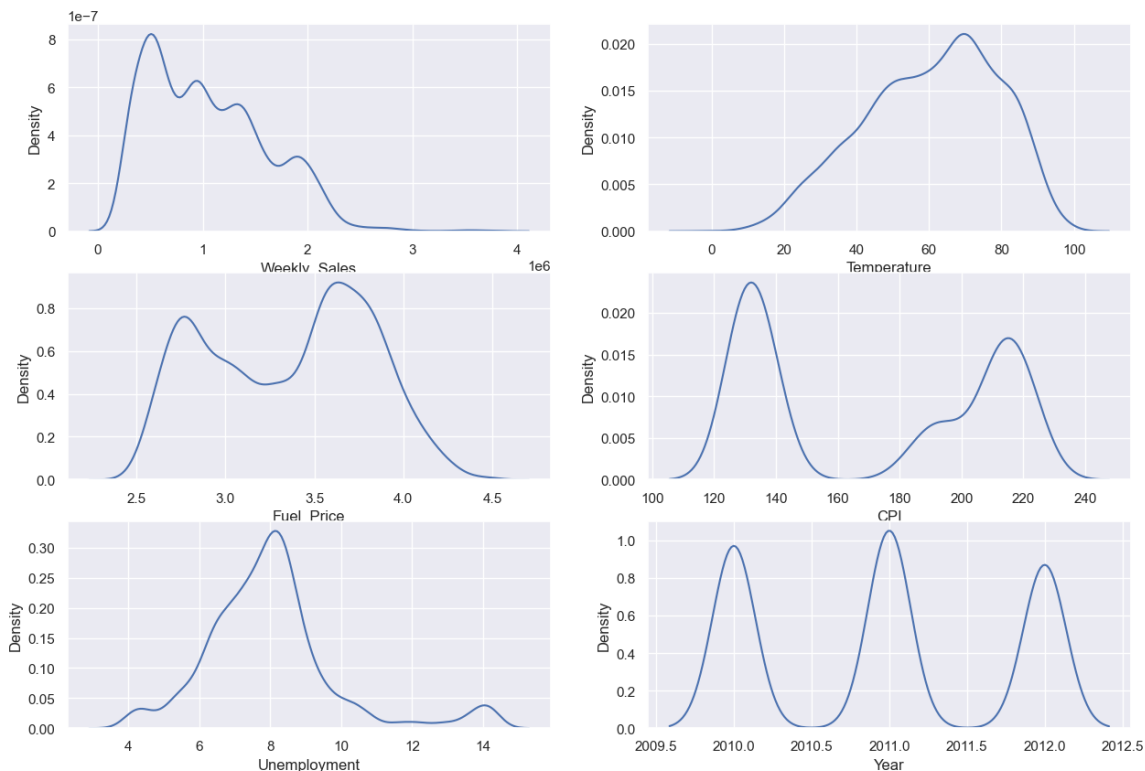 1e−7
8
6
4
2
0
Density
0 1 2 3 4
Weekly_Sales
1e6
0.020
0.015
0.010
0.005
0.000
Density
0 20 40 60 80 100
Temperature
0.8
0.6
0.4
0.2
0.0
Density
2.5 3.0 3.5 4.0 4.5
Fuel_Price
0.020
0.015
0.010
0.005
0.000
Density
100 120 140 160 180 200 220 240
CPI
0.30
0.25
0.20
0.15
0.10
0.05
0.00
Density
4 6 8 10 12 14
Unemployment
1.0
0.8
0.6
0.4
0.2
0.0
Density
2009.5 2010.0 2010.5 2011.0 2011.5 2012.0 2012.5
Year